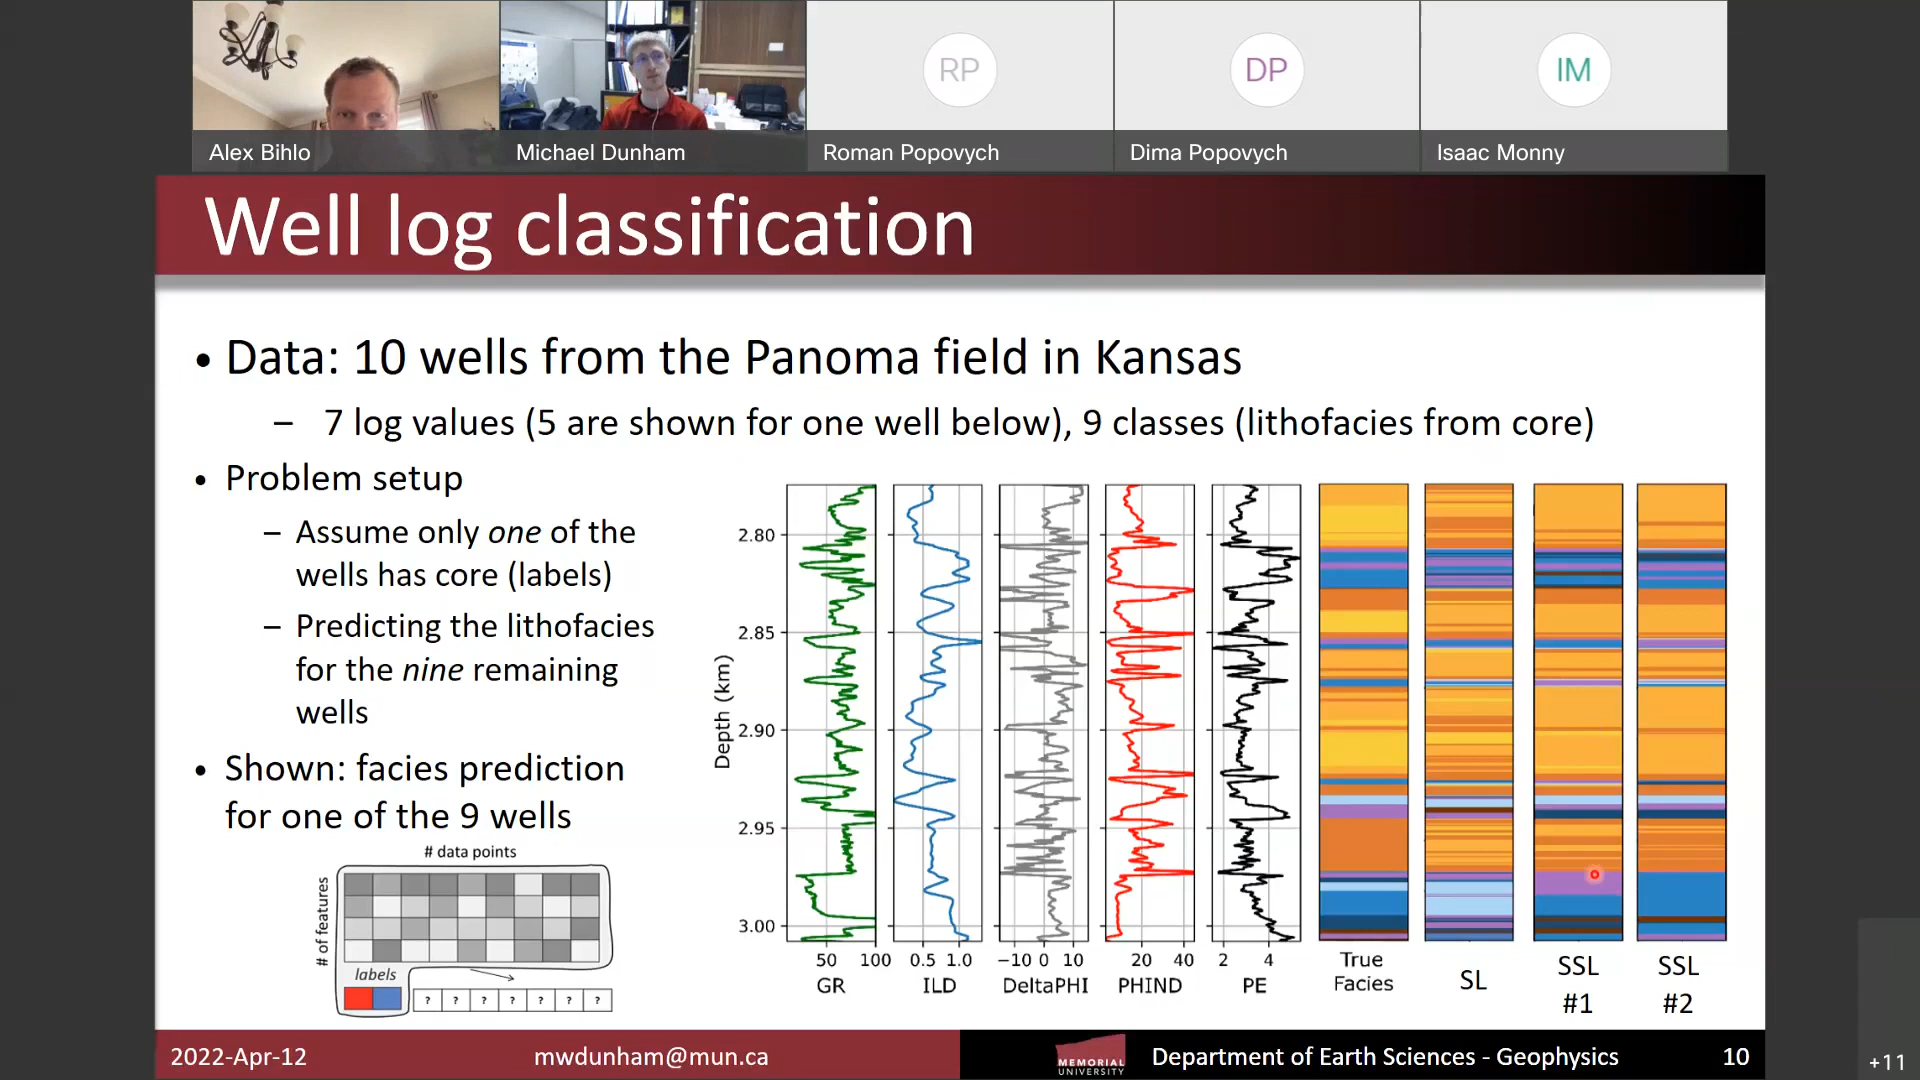 RP
DP
IM
Alex Bihlo
Michael Dunham
Roman Popovych
Dima Popovych
Isaac Monny
Well log classification
• Data: 10 wells from the Panoma field in Kansas
– 7 log values (5 are shown for one well below), 9 classes (lithofacies from core)
• Problem setup
– Assume only one of the
wells has core (labels)
– Predicting the lithofacies
for the nine remaining
wells
• Shown: facies prediction
for one of the 9 wells
# data points
# of features
labels
? ? ? ? ? ? ?
Depth (km)
2.80
2.85
2.90
2.95
3.00
50 100
GR
0.5 1.0
ILD
−10 0 10
DeltaPHI
20 40
PHIND
2 4
PE
True
Facies
SL
SSL
#1
SSL
#2
2022-Apr-12
mwdunham@mun.ca
MEMORIAL
UNIVERSITY
Department of Earth Sciences - Geophysics
10
+11